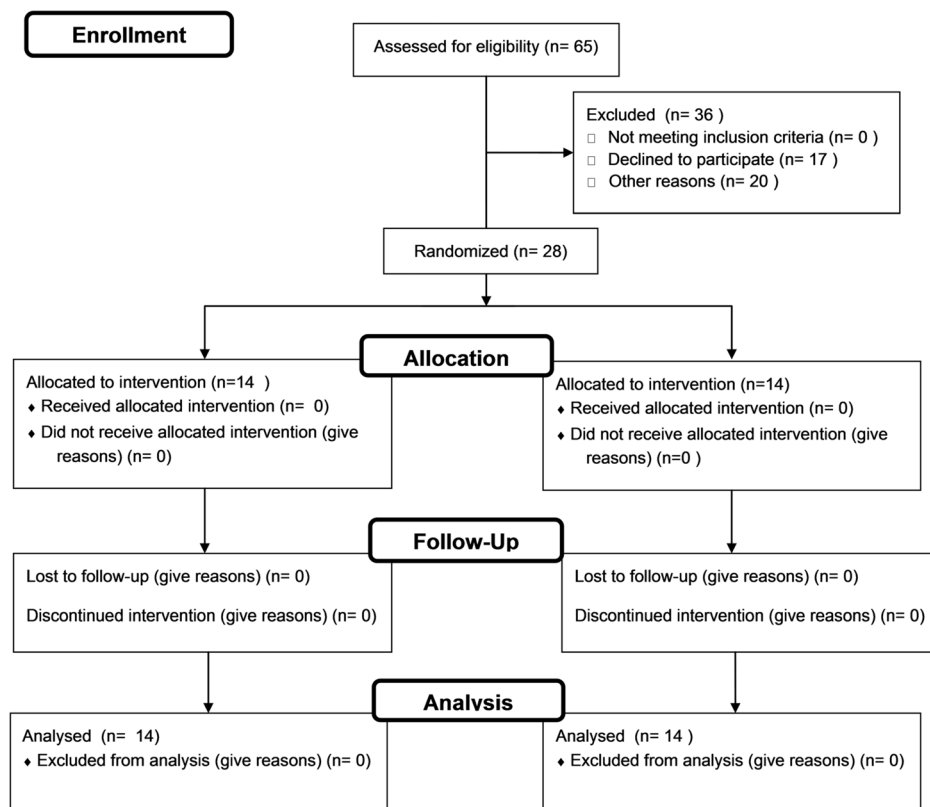 Enrollment
Assessed for eligibility (n= 65)
Excluded  (n= 36 )
□ Not meeting inclusion criteria (n= 0 )
□ Declined to participate (n= 17 )
□ Other reasons (n= 20 )
Randomized (n= 28)
Allocation
Allocated to intervention (n=14  )
♦ Received allocated intervention (n=  0)
♦ Did not receive allocated intervention (give
reasons) (n= 0)
Allocated to intervention (n=14)
♦ Received allocated intervention (n= 0)
♦ Did not receive allocated intervention (give
reasons) (n=0 )
Follow-Up
Lost to follow-up (give reasons) (n= 0)
Discontinued intervention (give reasons) (n= 0)
Lost to follow-up (give reasons) (n= 0)
Discontinued intervention (give reasons) (n= 0)
Analysis
Analysed  (n=  14)
♦ Excluded from analysis (give reasons) (n= 0)
Analysed  (n= 14 )
♦ Excluded from analysis (give reasons) (n= 0)